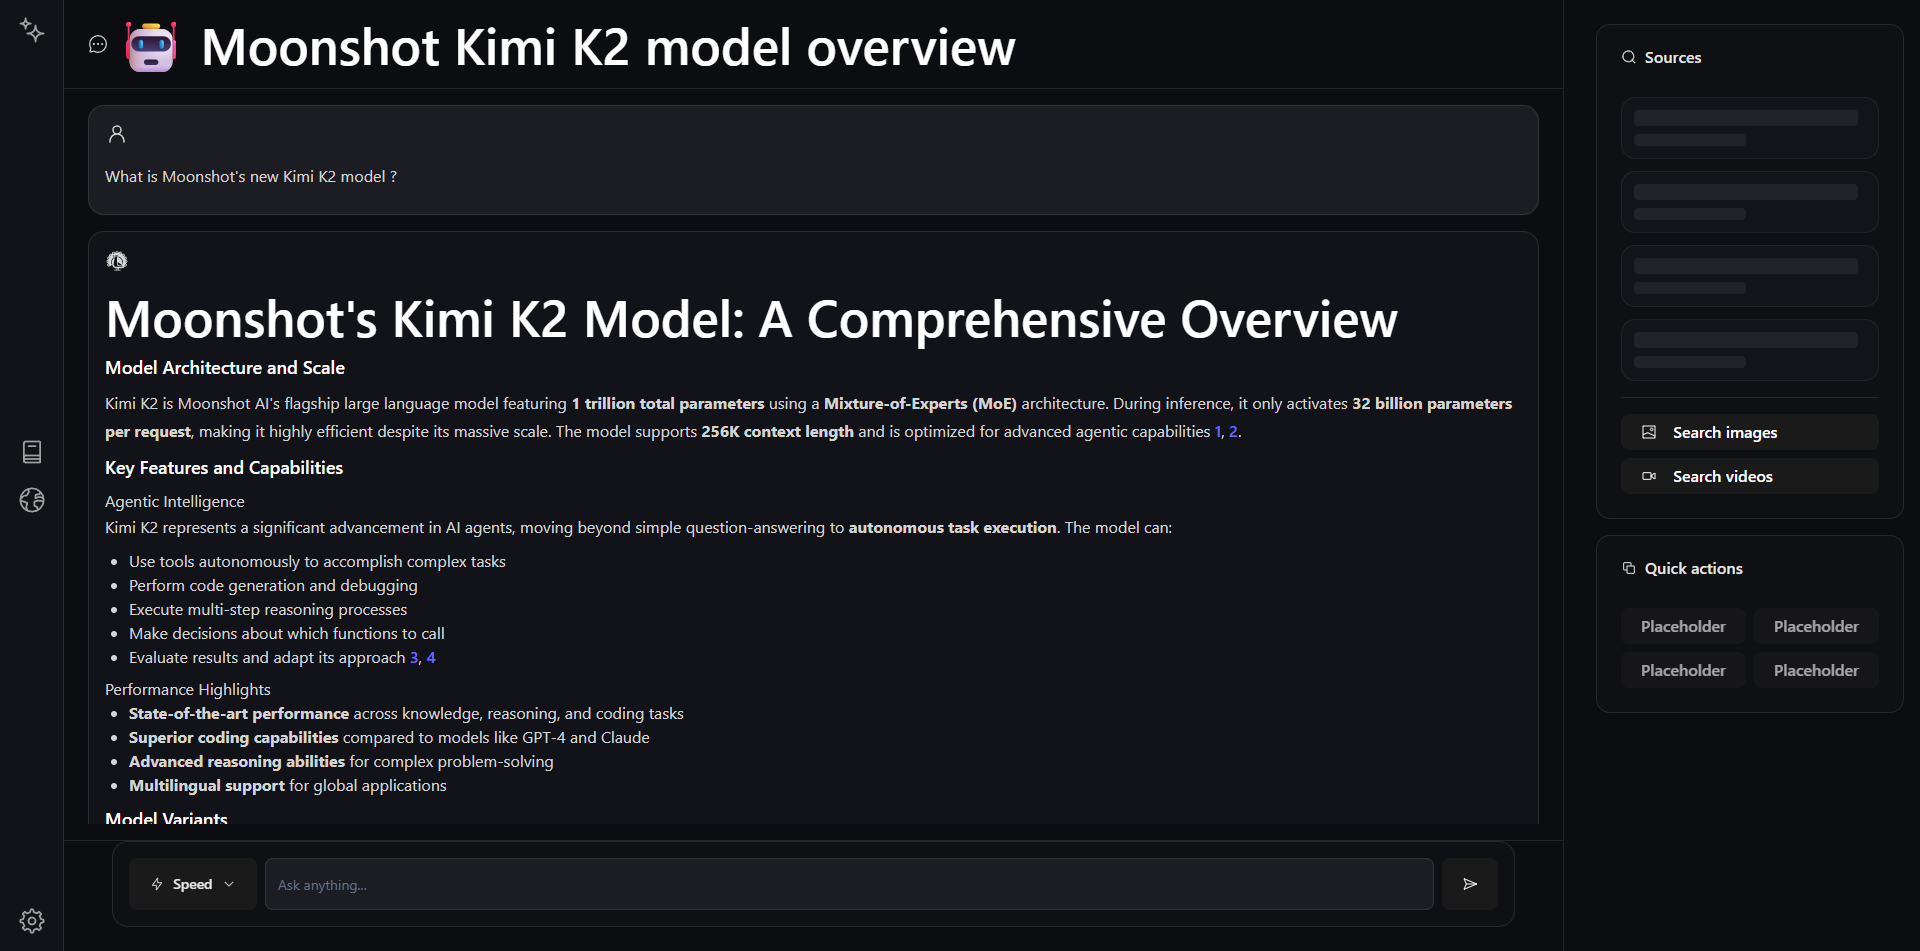 Moonshot Kimi K2 model overview
What is Moonshot's new Kimi K2 model ?
Moonshot's Kimi K2 Model: A Comprehensive Overview
Model Architecture and Scale
Kimi K2 is Moonshot AI's flagship large language model featuring 1 trillion total parameters using a Mixture-of-Experts (MoE) architecture. During inference, it only activates 32 billion parameters
per request, making it highly efficient despite its massive scale. The model supports 256K context length and is optimized for advanced agentic capabilities 1, 2.
Key Features and Capabilities
Agentic Intelligence
Kimi K2 represents a significant advancement in AI agents, moving beyond simple question-answering to autonomous task execution. The model can:
• Use tools autonomously to accomplish complex tasks
• Perform code generation and debugging
• Execute multi-step reasoning processes
• Make decisions about which functions to call
• Evaluate results and adapt its approach 3, 4
Performance Highlights
• State-of-the-art performance across knowledge, reasoning, and coding tasks
• Superior coding capabilities compared to models like GPT-4 and Claude
• Advanced reasoning abilities for complex problem-solving
• Multilingual support for global applications
Model Variants
Speed
Ask anything...
Sources
Search images
Search videos
Quick actions
Placeholder Placeholder
Placeholder Placeholder